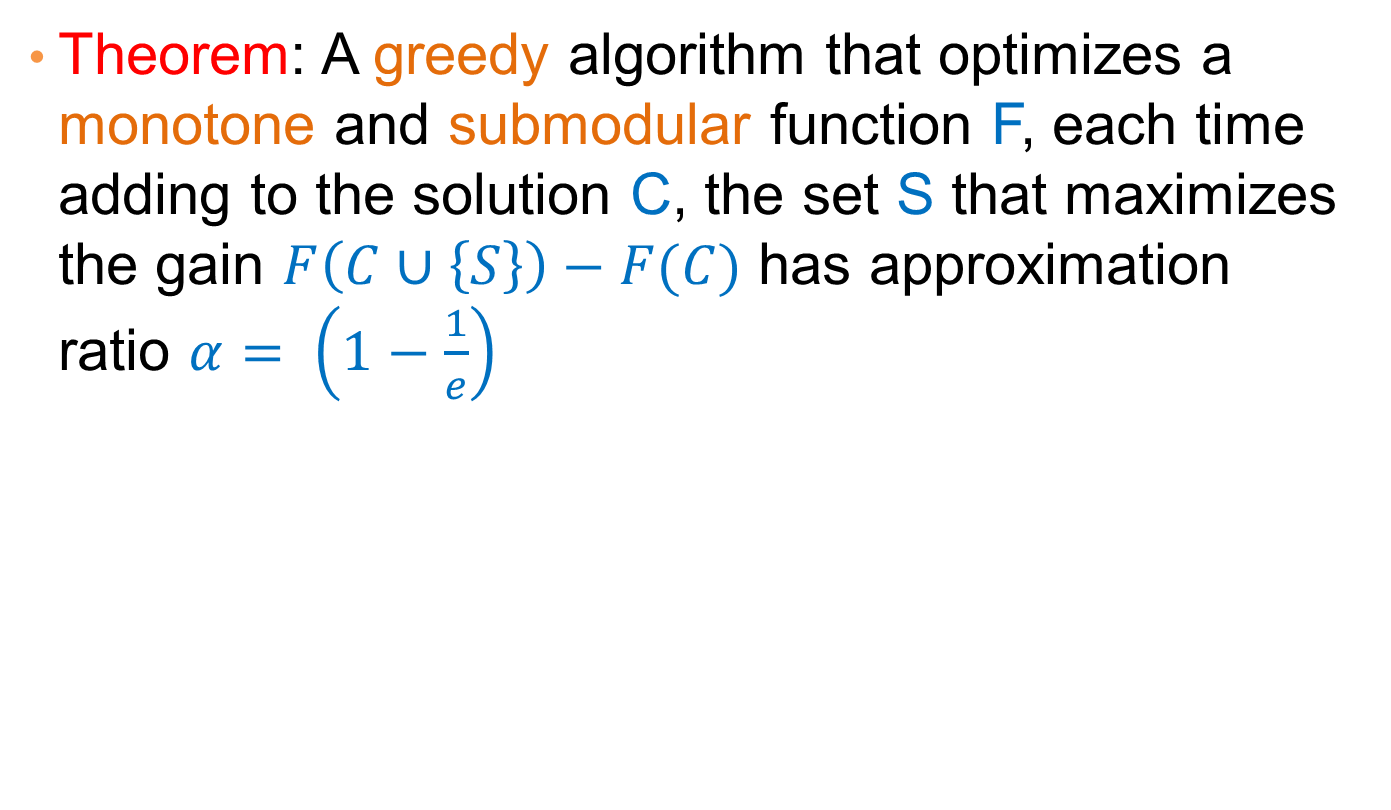 • Theorem: A greedy algorithm that optimizes a
monotone and submodular function F, each time
adding to the solution C, the set S that maximizes
the gain 𝐹(𝐶 ∪ {𝑆}) − 𝐹(𝐶) has approximation
ratio 𝛼 = (1 − 1/𝑒)